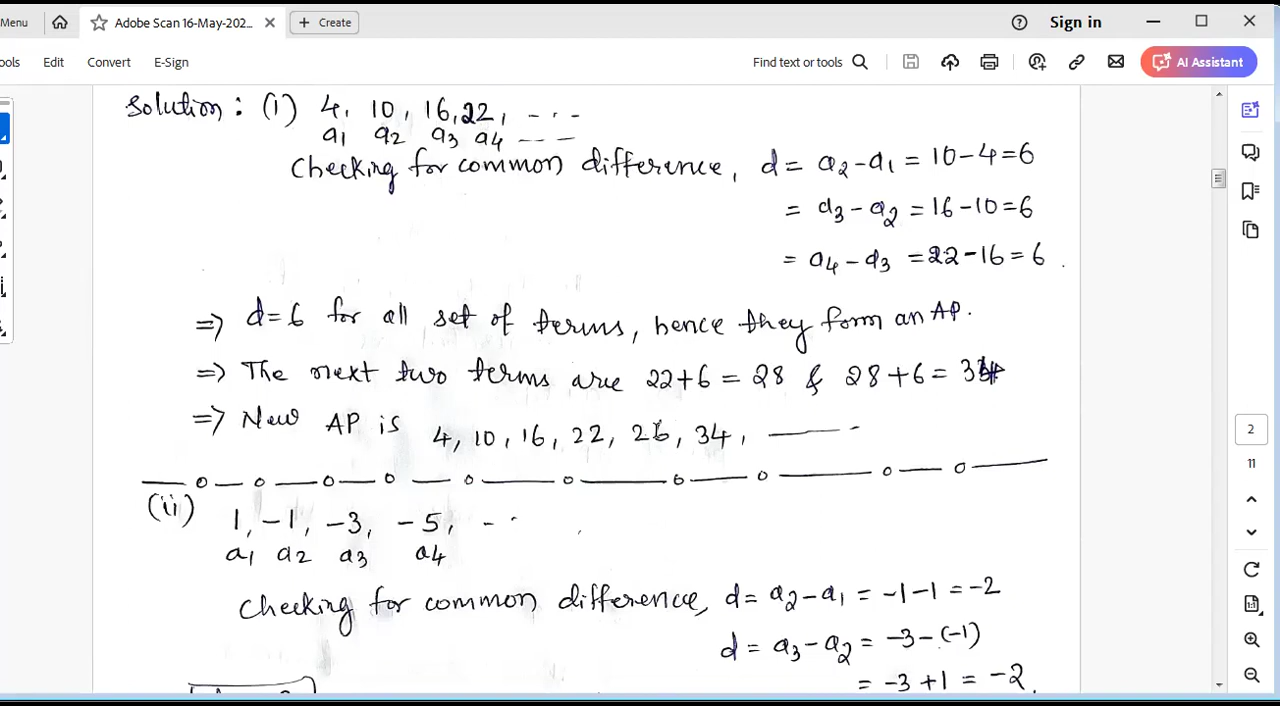 Menu Adobe Scan 16-May-202... × + Create Sign in
ools Edit Convert E-Sign Find text or tools AI Assistant
Solution : (i) 4, 10, 16, 22, - - -
a1 a2 a3 a4 - - -
Checking for common difference, d = a2 - a1 = 10 - 4 = 6
= a3 - a2 = 16 - 10 = 6
= a4 - a3 = 22 - 16 = 6
=> d = 6 for all set of terms, hence they form an AP.
=> The next two terms are 22+6 = 28 & 28+6 = 34
=> New AP is 4, 10, 16, 22, 26, 34, ———
(ii) 1, -1, -3, -5, - -
a1 a2 a3 a4
Checking for common difference, d = a2 - a1 = -1 - 1 = -2
d = a3 - a2 = -3 - (-1)
= -3 + 1 = -2
2
11